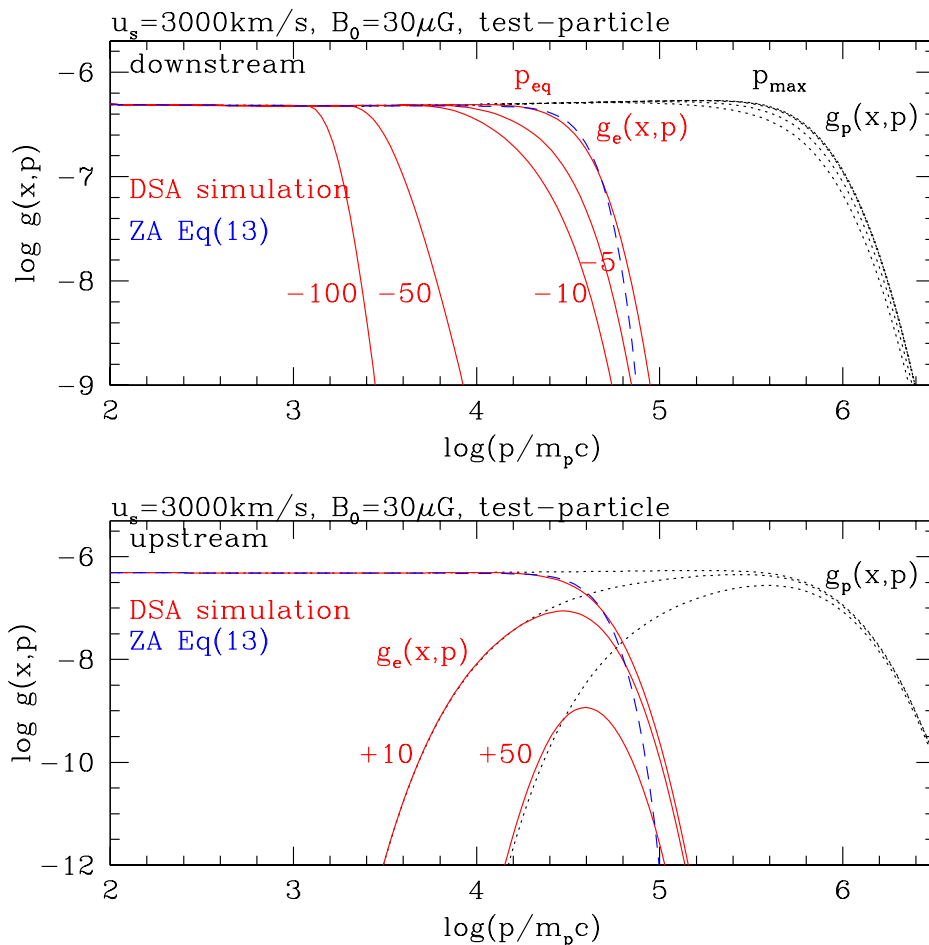 u_s=3000km/s, B_0=30μG, test-particle
downstream
p_eq
p_max
g_e(x,p)
g_p(x,p)
DSA simulation
ZA Eq(13)
-100
-50
-10
-5
log g(x,p)
-6
-7
-8
-9
2 3 4 5 6
log(p/m_pc)
u_s=3000km/s, B_0=30μG, test-particle
upstream
g_p(x,p)
DSA simulation
ZA Eq(13)
g_e(x,p)
+10
+50
log g(x,p)
-6
-8
-10
-12
2 3 4 5 6
log(p/m_pc)